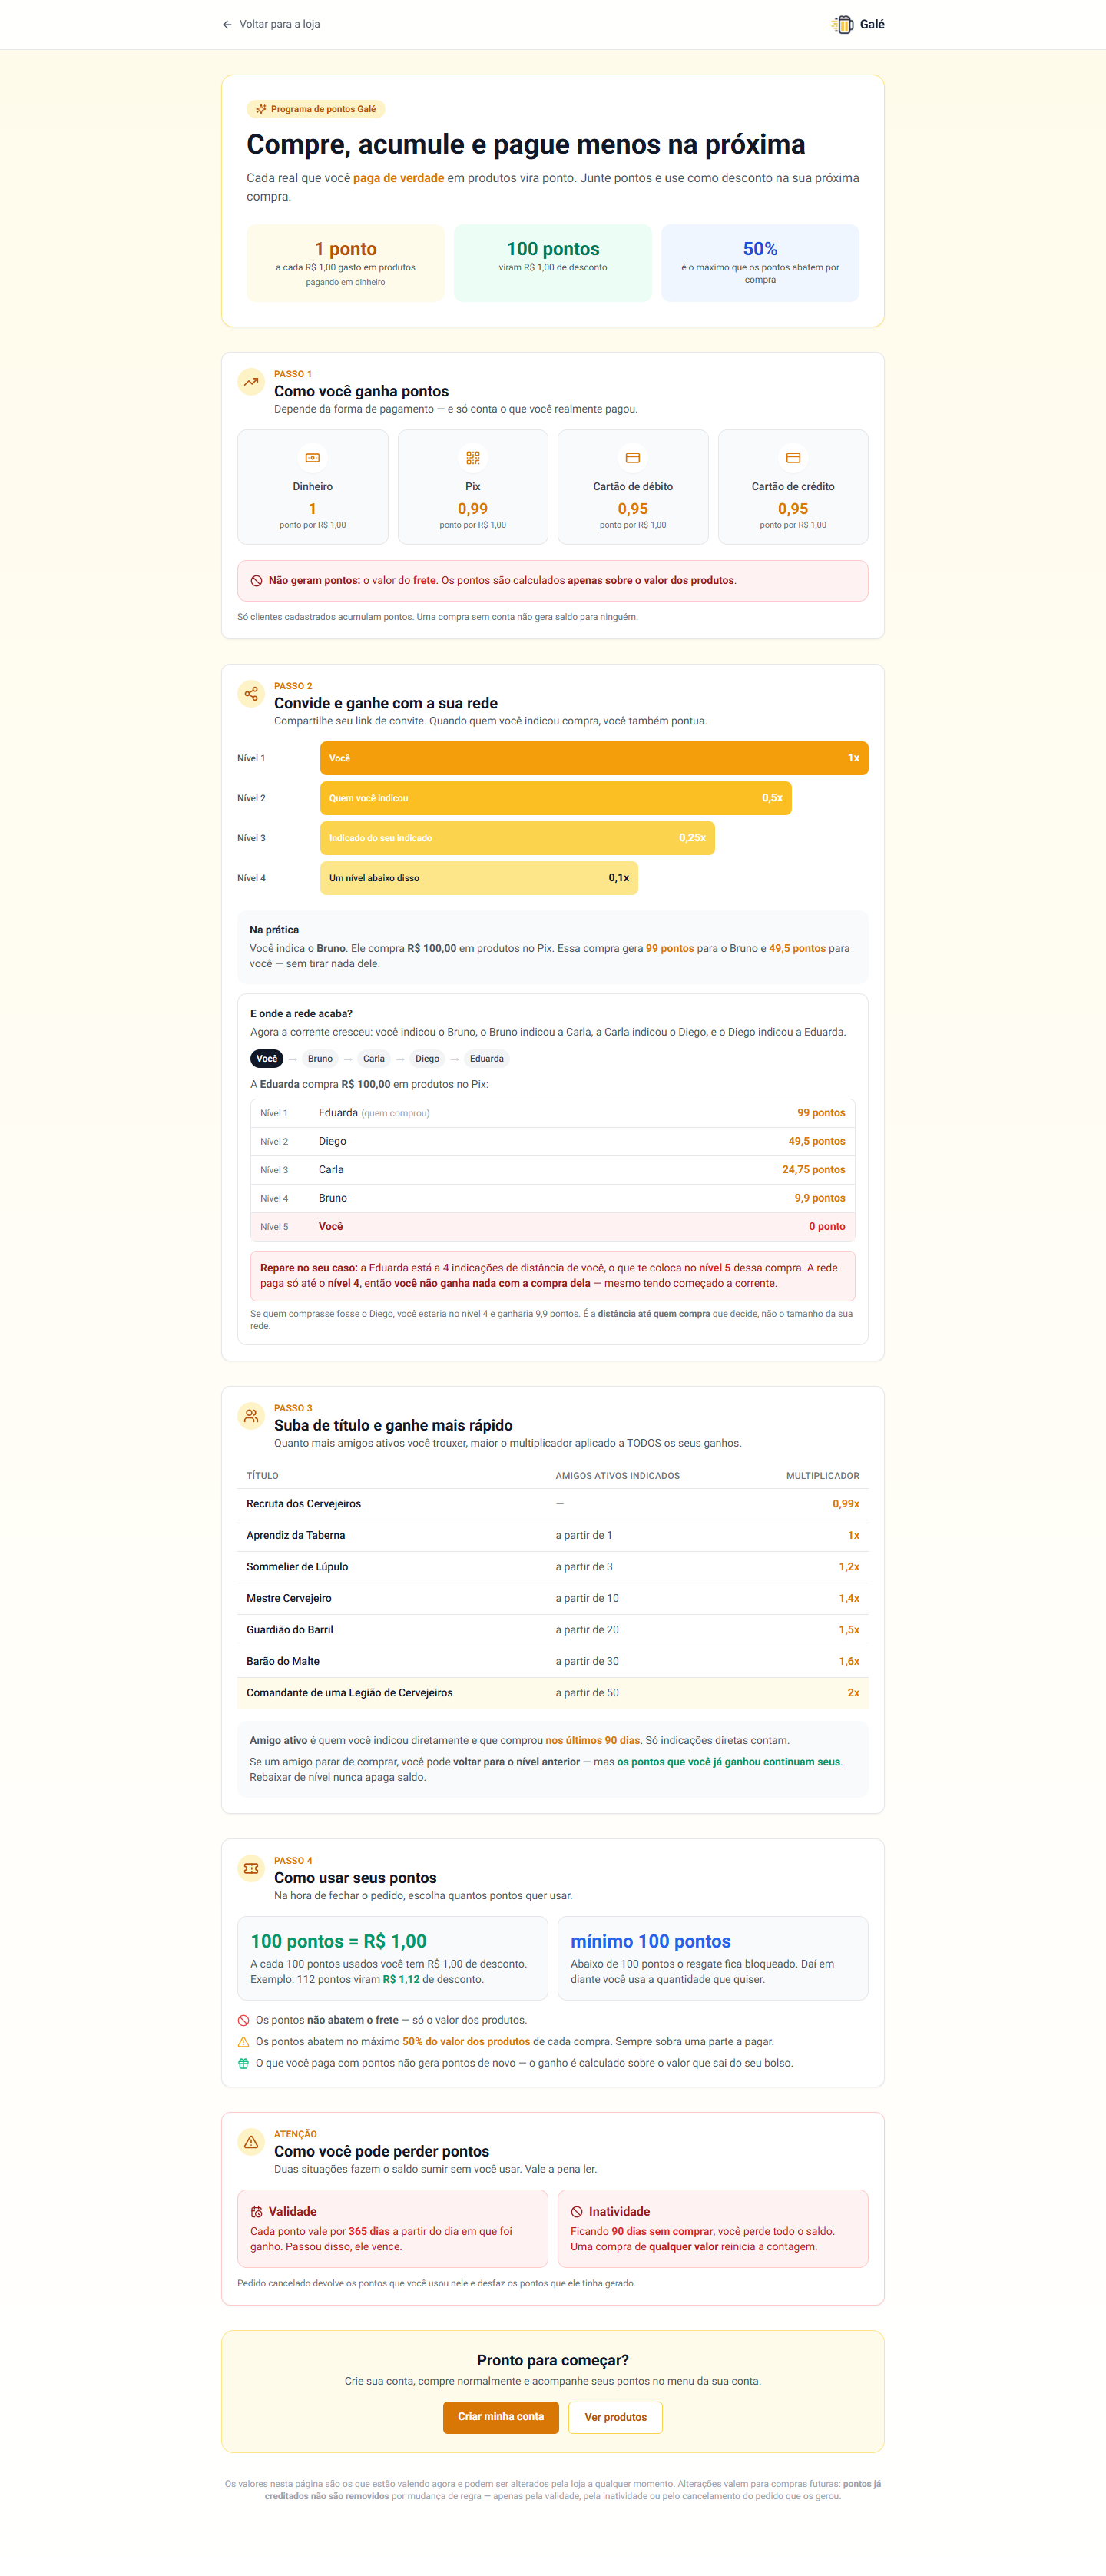 Voltar para a loja
Galé
Programa de pontos Galé
Compre, acumule e pague menos na próxima
Cada real que você paga de verdade em produtos vira ponto. Junte pontos e use como desconto na sua próxima
compra.
1 ponto
a cada R$ 1,00 gasto em produtos
pagando em dinheiro
100 pontos
viram R$ 1,00 de desconto
50%
é o máximo que os pontos abatem por
compra
PASSO 1
Como você ganha pontos
Depende da forma de pagamento — e só conta o que você realmente pagou.
Dinheiro
1
ponto por R$ 1,00
Pix
0,99
ponto por R$ 1,00
Cartão de débito
0,95
ponto por R$ 1,00
Cartão de crédito
0,95
ponto por R$ 1,00
Não geram pontos: o valor do frete. Os pontos são calculados apenas sobre o valor dos produtos.
Só clientes cadastrados acumulam pontos. Uma compra sem conta não gera saldo para ninguém.
PASSO 2
Convide e ganhe com a sua rede
Compartilhe seu link de convite. Quando quem você indicou compra, você também pontua.
Nível 1 Você 1x
Nível 2 Quem você indicou 0,5x
Nível 3 Indicado do seu indicado 0,25x
Nível 4 Um nível abaixo disso 0,1x
Na prática
Você indica o Bruno. Ele compra R$ 100,00 em produtos no Pix. Essa compra gera 99 pontos para o Bruno e 49,5 pontos para
você — sem tirar nada dele.
E onde a rede acaba?
Agora a corrente cresceu: você indicou o Bruno, o Bruno indicou a Carla, a Carla indicou o Diego, e o Diego indicou a Eduarda.
Você → Bruno → Carla → Diego → Eduarda
A Eduarda compra R$ 100,00 em produtos no Pix:
Nível 1 Eduarda (quem comprou) 99 pontos
Nível 2 Diego 49,5 pontos
Nível 3 Carla 24,75 pontos
Nível 4 Bruno 9,9 pontos
Nível 5 Você 0 ponto
Repare no seu caso: a Eduarda está a 4 indicações de distância de você, o que te coloca no nível 5 dessa compra. A rede
paga só até o nível 4, então você não ganha nada com a compra dela — mesmo tendo começado a corrente.
Se quem comprasse fosse o Diego, você estaria no nível 4 e ganharia 9,9 pontos. É a distância até quem compra que decide, não o tamanho da sua
rede.
PASSO 3
Suba de título e ganhe mais rápido
Quanto mais amigos ativos você trouxer, maior o multiplicador aplicado a TODOS os seus ganhos.
TÍTULO AMIGOS ATIVOS INDICADOS MULTIPLICADOR
Recruta dos Cervejeiros — 0,99x
Aprendiz da Taberna a partir de 1 1x
Sommelier de Lúpulo a partir de 3 1,2x
Mestre Cervejeiro a partir de 10 1,4x
Guardião do Barril a partir de 20 1,5x
Barão do Malte a partir de 30 1,6x
Comandante de uma Legião de Cervejeiros a partir de 50 2x
Amigo ativo é quem você indicou diretamente e que comprou nos últimos 90 dias. Só indicações diretas contam.
Se um amigo parar de comprar, você pode voltar para o nível anterior — mas os pontos que você já ganhou continuam seus.
Rebaixar de nível nunca apaga saldo.
PASSO 4
Como usar seus pontos
Na hora de fechar o pedido, escolha quantos pontos quer usar.
100 pontos = R$ 1,00
A cada 100 pontos usados você tem R$ 1,00 de desconto.
Exemplo: 112 pontos viram R$ 1,12 de desconto.
mínimo 100 pontos
Abaixo de 100 pontos o resgate fica bloqueado. Daí em
diante você usa a quantidade que quiser.
Os pontos não abatem o frete — só o valor dos produtos.
Os pontos abatem no máximo 50% do valor dos produtos de cada compra. Sempre sobra uma parte a pagar.
O que você paga com pontos não gera pontos de novo — o ganho é calculado sobre o valor que sai do seu bolso.
ATENÇÃO
Como você pode perder pontos
Duas situações fazem o saldo sumir sem você usar. Vale a pena ler.
Validade
Cada ponto vale por 365 dias a partir do dia em que foi
ganho. Passou disso, ele vence.
Inatividade
Ficando 90 dias sem comprar, você perde todo o saldo.
Uma compra de qualquer valor reinicia a contagem.
Pedido cancelado devolve os pontos que você usou nele e desfaz os pontos que ele tinha gerado.
Pronto para começar?
Crie sua conta, compre normalmente e acompanhe seus pontos no menu da sua conta.
Criar minha conta
Ver produtos
Os valores nesta página são os que estão valendo agora e podem ser alterados pela loja a qualquer momento. Alterações valem para compras futuras: pontos já
creditados não são removidos por mudança de regra — apenas pela validade, pela inatividade ou pelo cancelamento do pedido que os gerou.